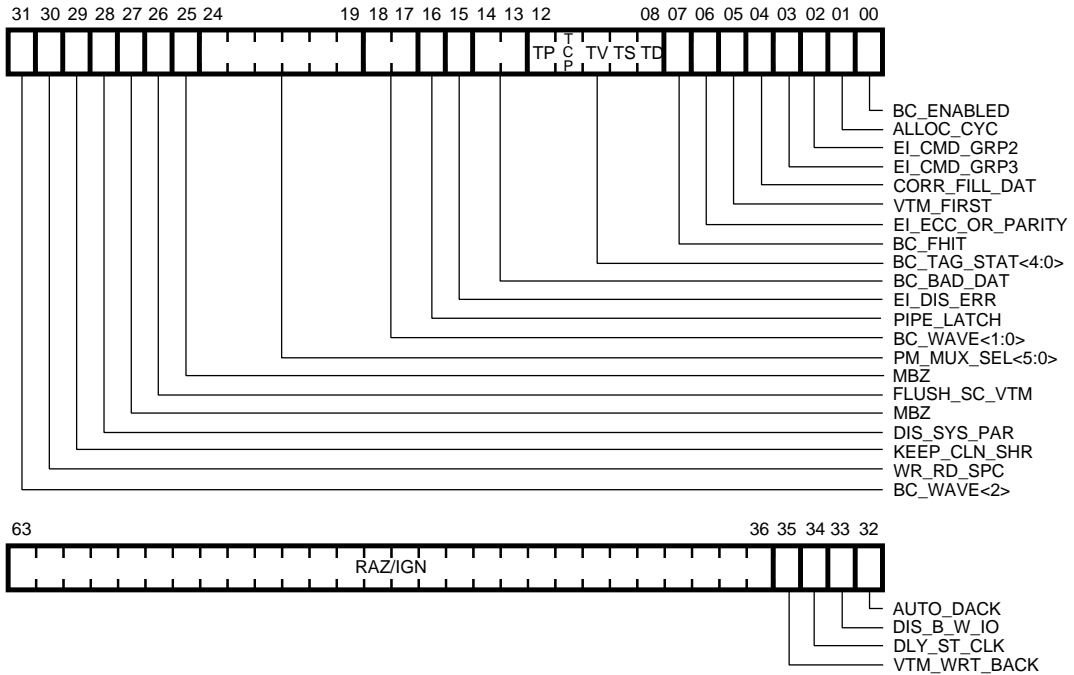 31 30 29 28 27 26 25 24 19 18 17 16 15 14 13 12 08 07 06 05 04 03 02 01 00
TP TCP TV TS TD
BC_ENABLED
ALLOC_CYC
EI_CMD_GRP2
EI_CMD_GRP3
CORR_FILL_DAT
VTM_FIRST
EI_ECC_OR_PARITY
BC_FHIT
BC_TAG_STAT<4:0>
BC_BAD_DAT
EI_DIS_ERR
PIPE_LATCH
BC_WAVE<1:0>
PM_MUX_SEL<5:0>
MBZ
FLUSH_SC_VTM
MBZ
DIS_SYS_PAR
KEEP_CLN_SHR
WR_RD_SPC
BC_WAVE<2>
63 36 35 34 33 32
RAZ/IGN
AUTO_DACK
DIS_B_W_IO
DLY_ST_CLK
VTM_WRT_BACK